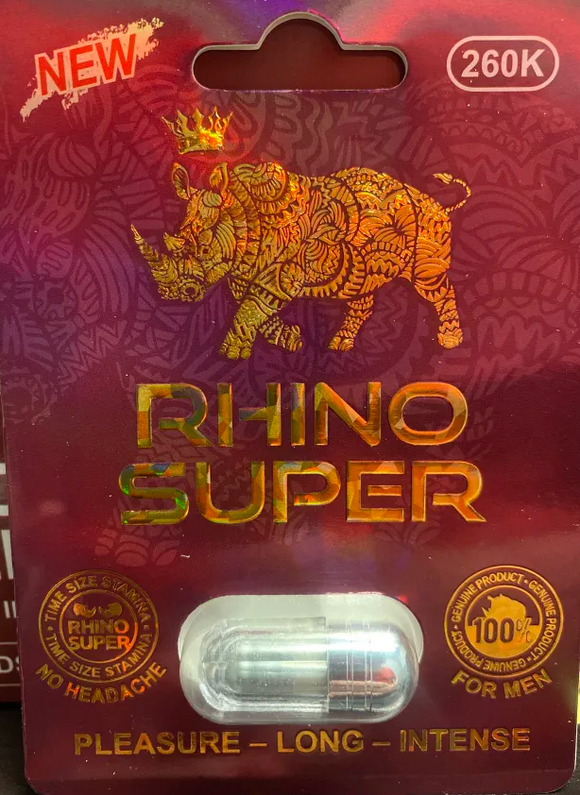 NEW
260K
RHINO
SUPER
TIME SIZE STAMINA
RHINO
SUPER
TIME SIZE STAMINA
NO HEADACHE
GENUINE PRODUCT • GENUINE PRODUCT • GENUINE PRODUCT •
100%
FOR MEN
PLEASURE – LONG – INTENSE